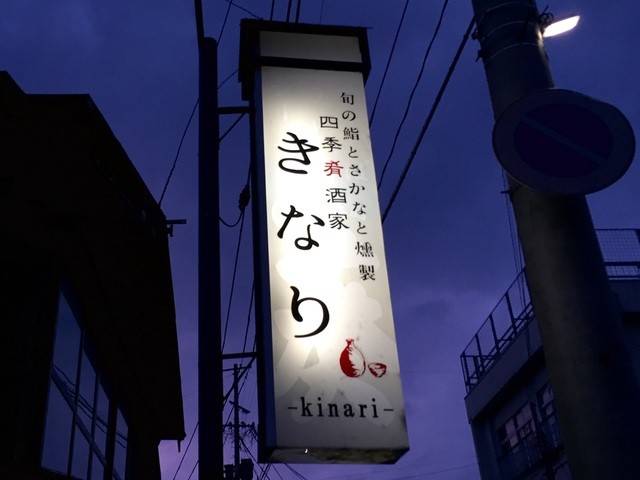 旬の鮨とさかなと燻製
四季肴酒家
きなり
-kinari-